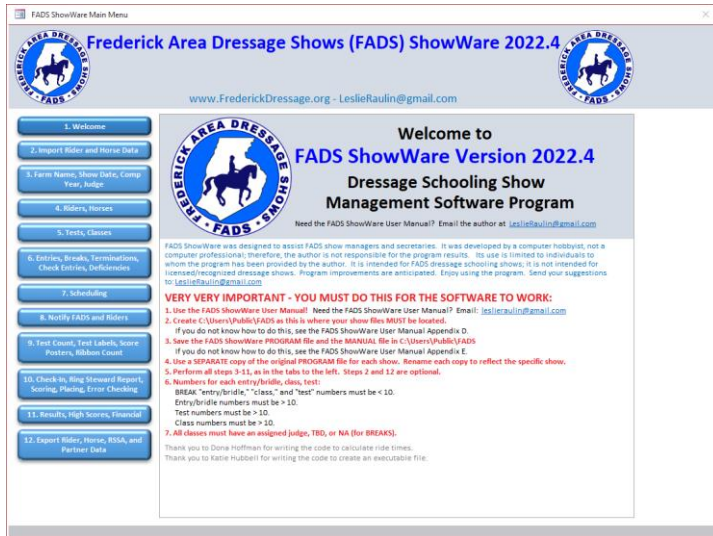 FADS ShowWare Main Menu
FREDERICK AREA DRESSAGE SHOWS
FADS
Frederick Area Dressage Shows (FADS) ShowWare 2022.4
FREDERICK AREA DRESSAGE SHOWS
FADS
www.FrederickDressage.org - LeslieRaulin@gmail.com
1. Welcome
2. Import Rider and Horse Data
3. Farm Name, Show Date, Comp
Year, Judge
4. Riders, Horses
5. Tests, Classes
6. Entries, Breaks, Terminations,
Check Entries, Deficiencies
7. Scheduling
8. Notify FADS and Riders
9. Test Count, Test Labels, Score
Posters, Ribbon Count
10. Check-In, Ring Steward Report,
Scoring, Placing, Error Checking
11. Results, High Scores, Financial
12. Export Rider, Horse, RSSA, and
Partner Data
FREDERICK AREA DRESSAGE SHOWS
FADS
Welcome to
FADS ShowWare Version 2022.4
Dressage Schooling Show
Management Software Program
Need the FADS ShowWare User Manual? Email the author at LeslieRaulin@gmail.com
FADS ShowWare was designed to assist FADS show managers and secretaries. It was developed by a computer hobbyist, not a
computer professional; therefore, the author is not responsible for the program results. Its use is limited to individuals to
whom the program has been provided by the author. It is intended for FADS dressage schooling shows; it is not intended for
licensed/recognized dressage shows. Program improvements are anticipated. Enjoy using the program. Send your suggestions
to: LeslieRaulin@gmail.com
VERY VERY IMPORTANT - YOU MUST DO THIS FOR THE SOFTWARE TO WORK:
1. Use the FADS ShowWare User Manual! Need the FADS ShowWare User Manual? Email: leslieraulin@gmail.com
2. Create C:\Users\Public\FADS as this is where your show files MUST be located.
If you do not know how to do this, see the FADS ShowWare User Manual Appendix D.
3. Save the FADS ShowWare PROGRAM file and the MANUAL file in C:\Users\Public\FADS
If you do not know how to do this, see the FADS ShowWare User Manual Appendix E.
4. Use a SEPARATE copy of the original PROGRAM file for each show. Rename each copy to reflect the specific show.
5. Perform all steps 3-11, as in the tabs to the left. Steps 2 and 12 are optional.
6. Numbers for each entry/bridle, class, test:
BREAK "entry/bridle," "class," and "test" numbers must be < 10.
Entry/bridle numbers must be > 10.
Test numbers must be > 10.
Class numbers must be > 10.
7. All classes must have an assigned judge, TBD, or NA (for BREAKS).
Thank you to Dona Hoffman for writing the code to calculate ride times.
Thank you to Katie Hubbell for writing the code to create an executable file.